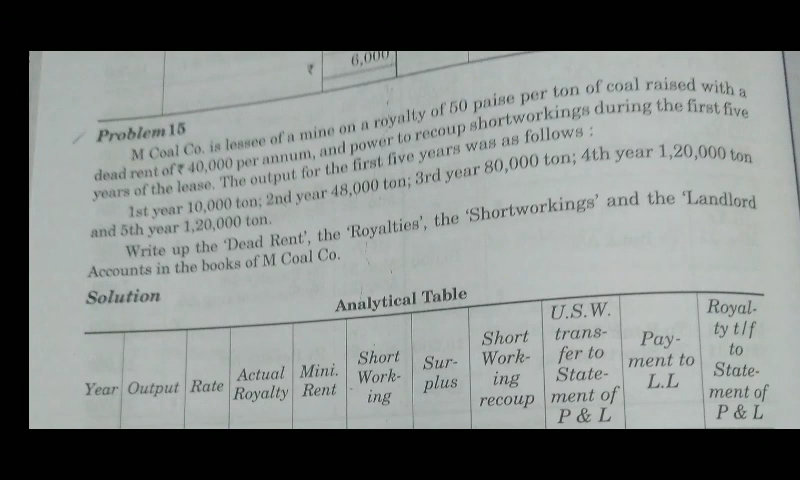 ₹ 6,000
Problem 15
M Coal Co. is lessee of a mine on a royalty of 50 paise per ton of coal raised with a
dead rent of ₹ 40,000 per annum, and power to recoup shortworkings during the first five
years of the lease. The output for the first five years was as follows :
1st year 10,000 ton; 2nd year 48,000 ton; 3rd year 80,000 ton; 4th year 1,20,000 ton
and 5th year 1,20,000 ton.
Write up the 'Dead Rent', the 'Royalties', the 'Shortworkings' and the 'Landlord
Accounts in the books of M Coal Co.
Solution
Analytical Table
Year Output Rate Actual Royalty Mini. Rent Short Work- ing Sur- plus Short Work- ing recoup U.S.W. trans- fer to State- ment of P & L Pay- ment to L.L Royal- ty t/f to State- ment of P & L